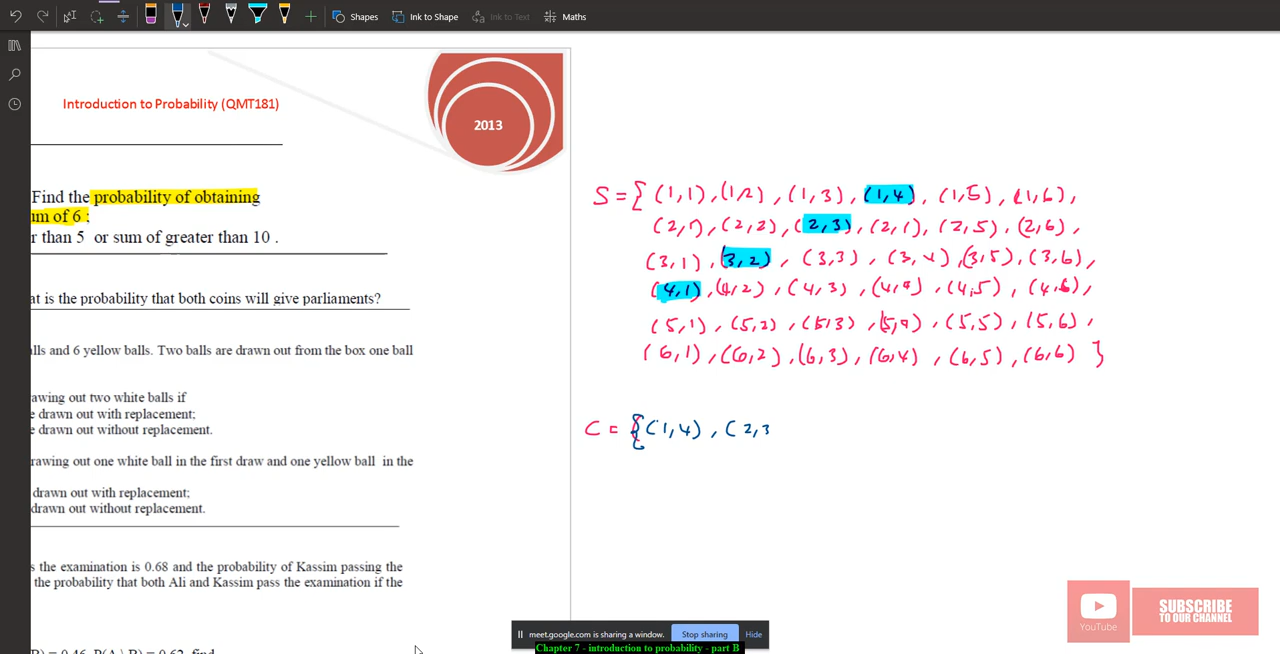 Shapes Ink to Shape Ink to Text Maths
Introduction to Probability (QMT181)
2013
Find the probability of obtaining
um of 6 ;
r than 5 or sum of greater than 10 .
at is the probability that both coins will give parliaments?
alls and 6 yellow balls. Two balls are drawn out from the box one ball
awing out two white balls if
e drawn out with replacement;
e drawn out without replacement.
rawing out one white ball in the first draw and one yellow ball in the
drawn out with replacement;
drawn out without replacement.
s the examination is 0.68 and the probability of Kassim passing the
the probability that both Ali and Kassim pass the examination if the
S = { (1,1), (1,2), (1,3), (1,4), (1,5), (1,6),
(2,1), (2,2), (2,3), (2,1), (2,5), (2,6),
(3,1), (3,2), (3,3), (3,4), (3,5), (3,6),
(4,1), (4,2), (4,3), (4,4), (4,5), (4,6),
(5,1), (5,2), (5,3), (5,4), (5,5), (5,6),
(6,1), (6,2), (6,3), (6,4), (6,5), (6,6) }
C = { (1,4), (2,3
SUBSCRIBE
TO OUR CHANNEL
YouTube
meet.google.com is sharing a window. Stop sharing Hide
Chapter 7 - introduction to probability - part B